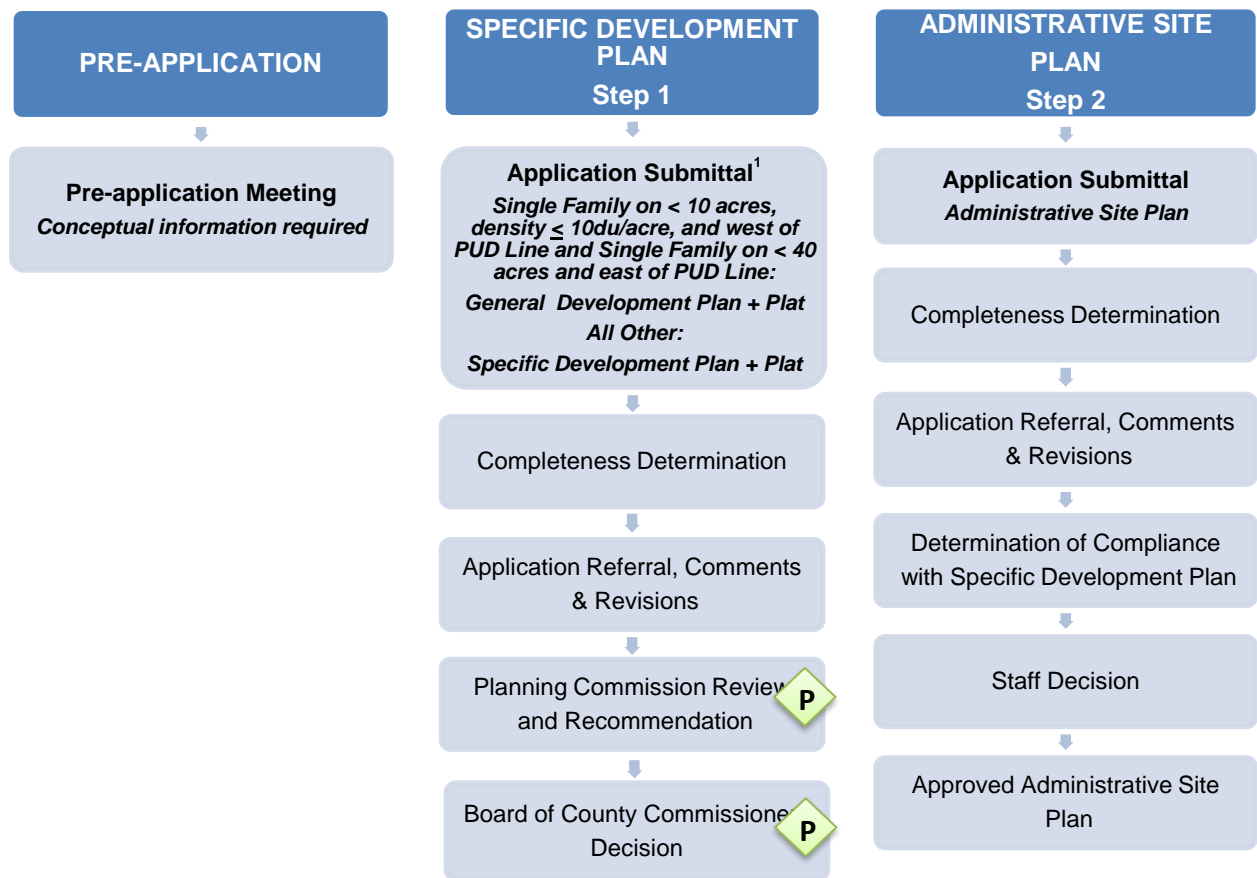 PRE-APPLICATION
Pre-application Meeting
Conceptual information required
SPECIFIC DEVELOPMENT
PLAN
Step 1
Application Submittal¹
Single Family on < 10 acres,
density ≤ 10du/acre, and west of
PUD Line and Single Family on < 40
acres and east of PUD Line:
General Development Plan + Plat
All Other:
Specific Development Plan + Plat
Completeness Determination
Application Referral, Comments
& Revisions
Planning Commission Review
and Recommendation
P
Board of County Commissioner
Decision
P
ADMINISTRATIVE SITE
PLAN
Step 2
Application Submittal
Administrative Site Plan
Completeness Determination
Application Referral, Comments
& Revisions
Determination of Compliance
with Specific Development Plan
Staff Decision
Approved Administrative Site
Plan